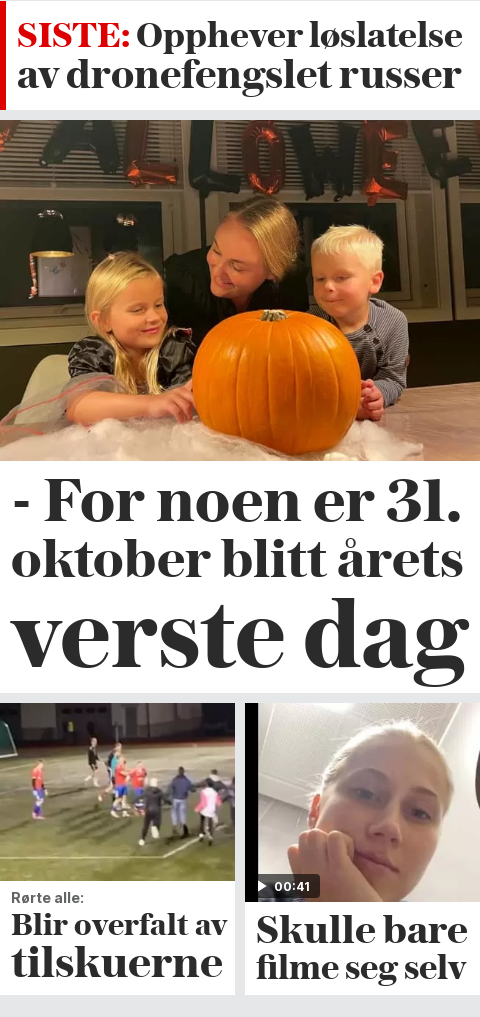 SISTE: Opphever løslatelse
av dronefengslet russer
- For noen er 31.
oktober blitt årets
verste dag
Rørte alle:
Blir overfalt av
tilskuerne
00:41
Skulle bare
filme seg selv